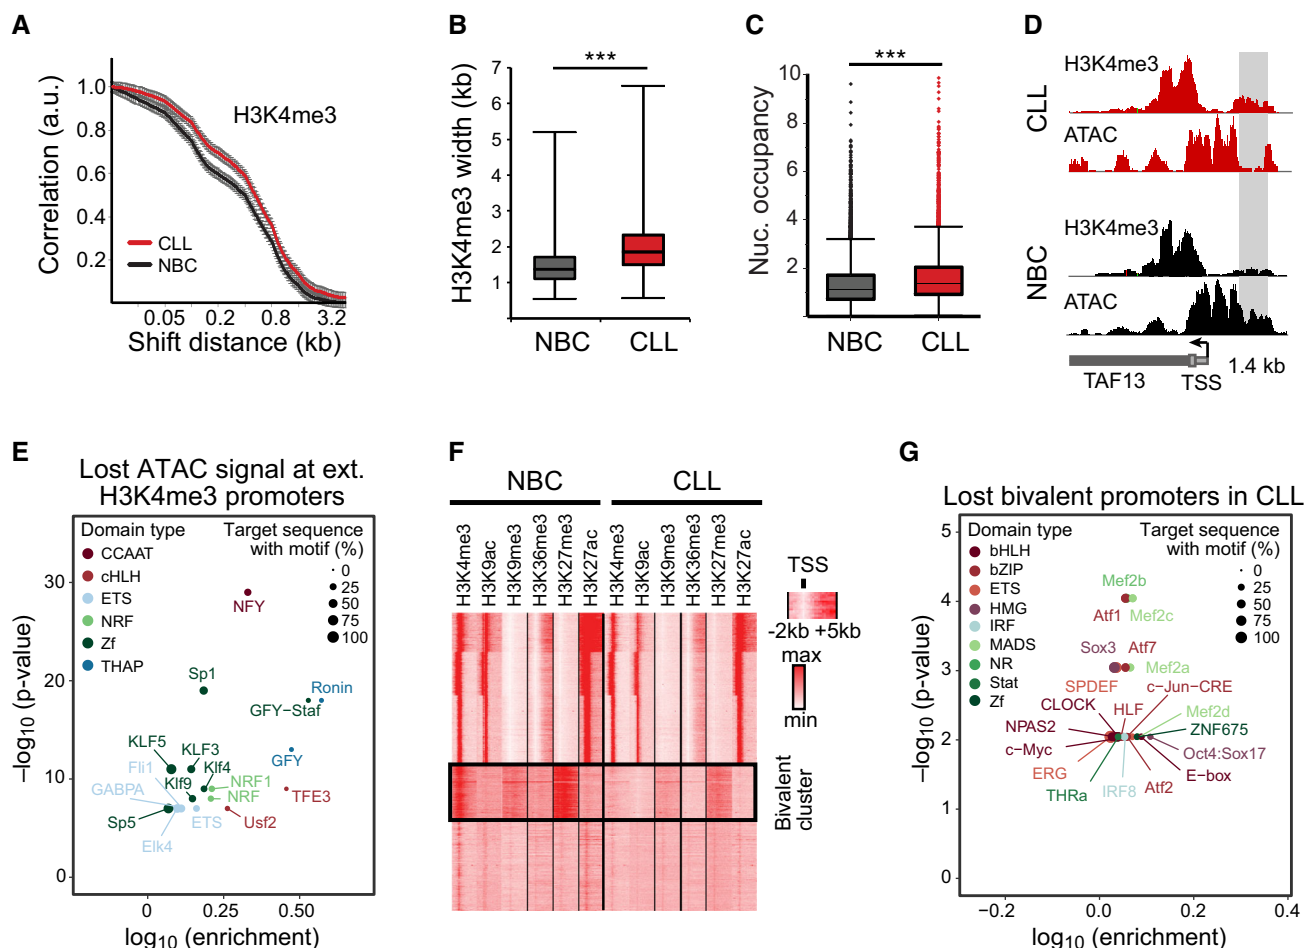 A
Correlation (a.u.)
1.0
0.8
0.6
0.4
0.2
H3K4me3
CLL
NBC
0.05
0.2
0.8
3.2
Shift distance (kb)
B
H3K4me3 width (kb)
7
6
5
4
3
2
1
0
***
NBC
CLL
C
Nuc. occupancy
10
8
6
4
2
***
NBC
CLL
D
CLL
H3K4me3
ATAC
NBC
H3K4me3
ATAC
TAF13
TSS
1.4 kb
E
Lost ATAC signal at ext.
H3K4me3 promoters
Domain type
CCAAT
cHLH
ETS
NRF
Zf
THAP
Target sequence
with motif (%)
0
25
50
75
100
NFY
Sp1
Ronin
GFY−Staf
KLF5
KLF3
GFY
Fli1
Klf4
Klf9
NRF1
GABPA
NRF
TFE3
Sp5
ETS
Usf2
Elk4
−log10 (p-value)
30
20
10
0
0
0.25
0.50
log10 (enrichment)
F
NBC
CLL
H3K4me3
H3K9ac
H3K9me3
H3K36me3
H3K27me3
H3K27ac
H3K4me3
H3K9ac
H3K9me3
H3K36me3
H3K27me3
H3K27ac
TSS
-2kb +5kb
max
min
Bivalent
cluster
G
Lost bivalent promoters in CLL
Domain type
bHLH
bZIP
ETS
HMG
IRF
MADS
NR
Stat
Zf
Target sequence
with motif (%)
0
25
50
75
100
Mef2b
Atf1
Mef2c
Sox3
Atf7
Mef2a
SPDEF
c−Jun−CRE
CLOCK
HLF
NPAS2
Mef2d
ZNF675
c−Myc
Oct4:Sox17
ERG
E−box
THRa
IRF8
Atf2
−log10 (p-value)
5
4
3
2
1
0
−0.2
0.0
0.2
0.4
log10 (enrichment)